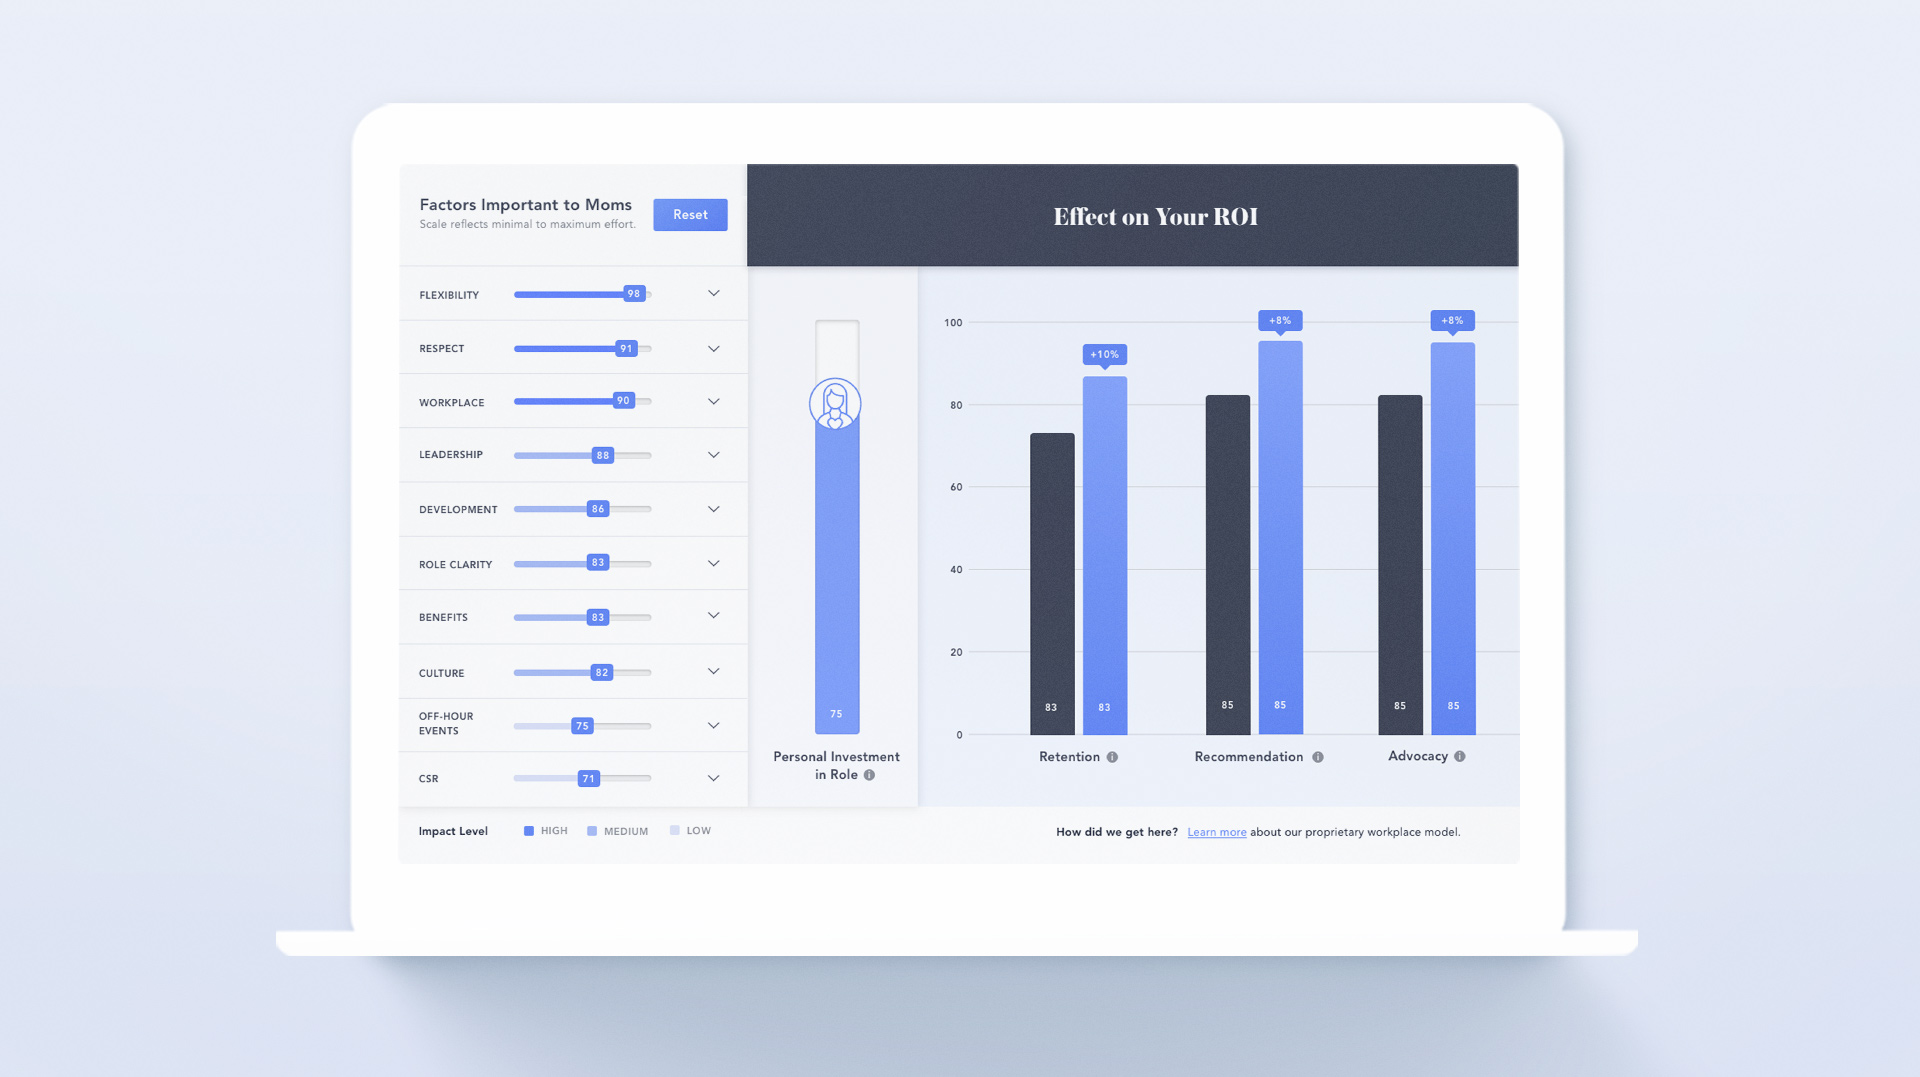 Factors Important to Moms
Scale reflects minimal to maximum effort.
Reset
FLEXIBILITY
98
RESPECT
91
WORKPLACE
90
LEADERSHIP
88
DEVELOPMENT
86
ROLE CLARITY
83
BENEFITS
83
CULTURE
82
OFF-HOUR
EVENTS
75
CSR
71
Impact Level
HIGH
MEDIUM
LOW
Effect on Your ROI
75
Personal Investment
in Role i
100
80
60
40
20
0
+10%
+8%
+8%
83
83
85
85
85
85
Retention i
Recommendation i
Advocacy i
How did we get here? Learn more about our proprietary workplace model.